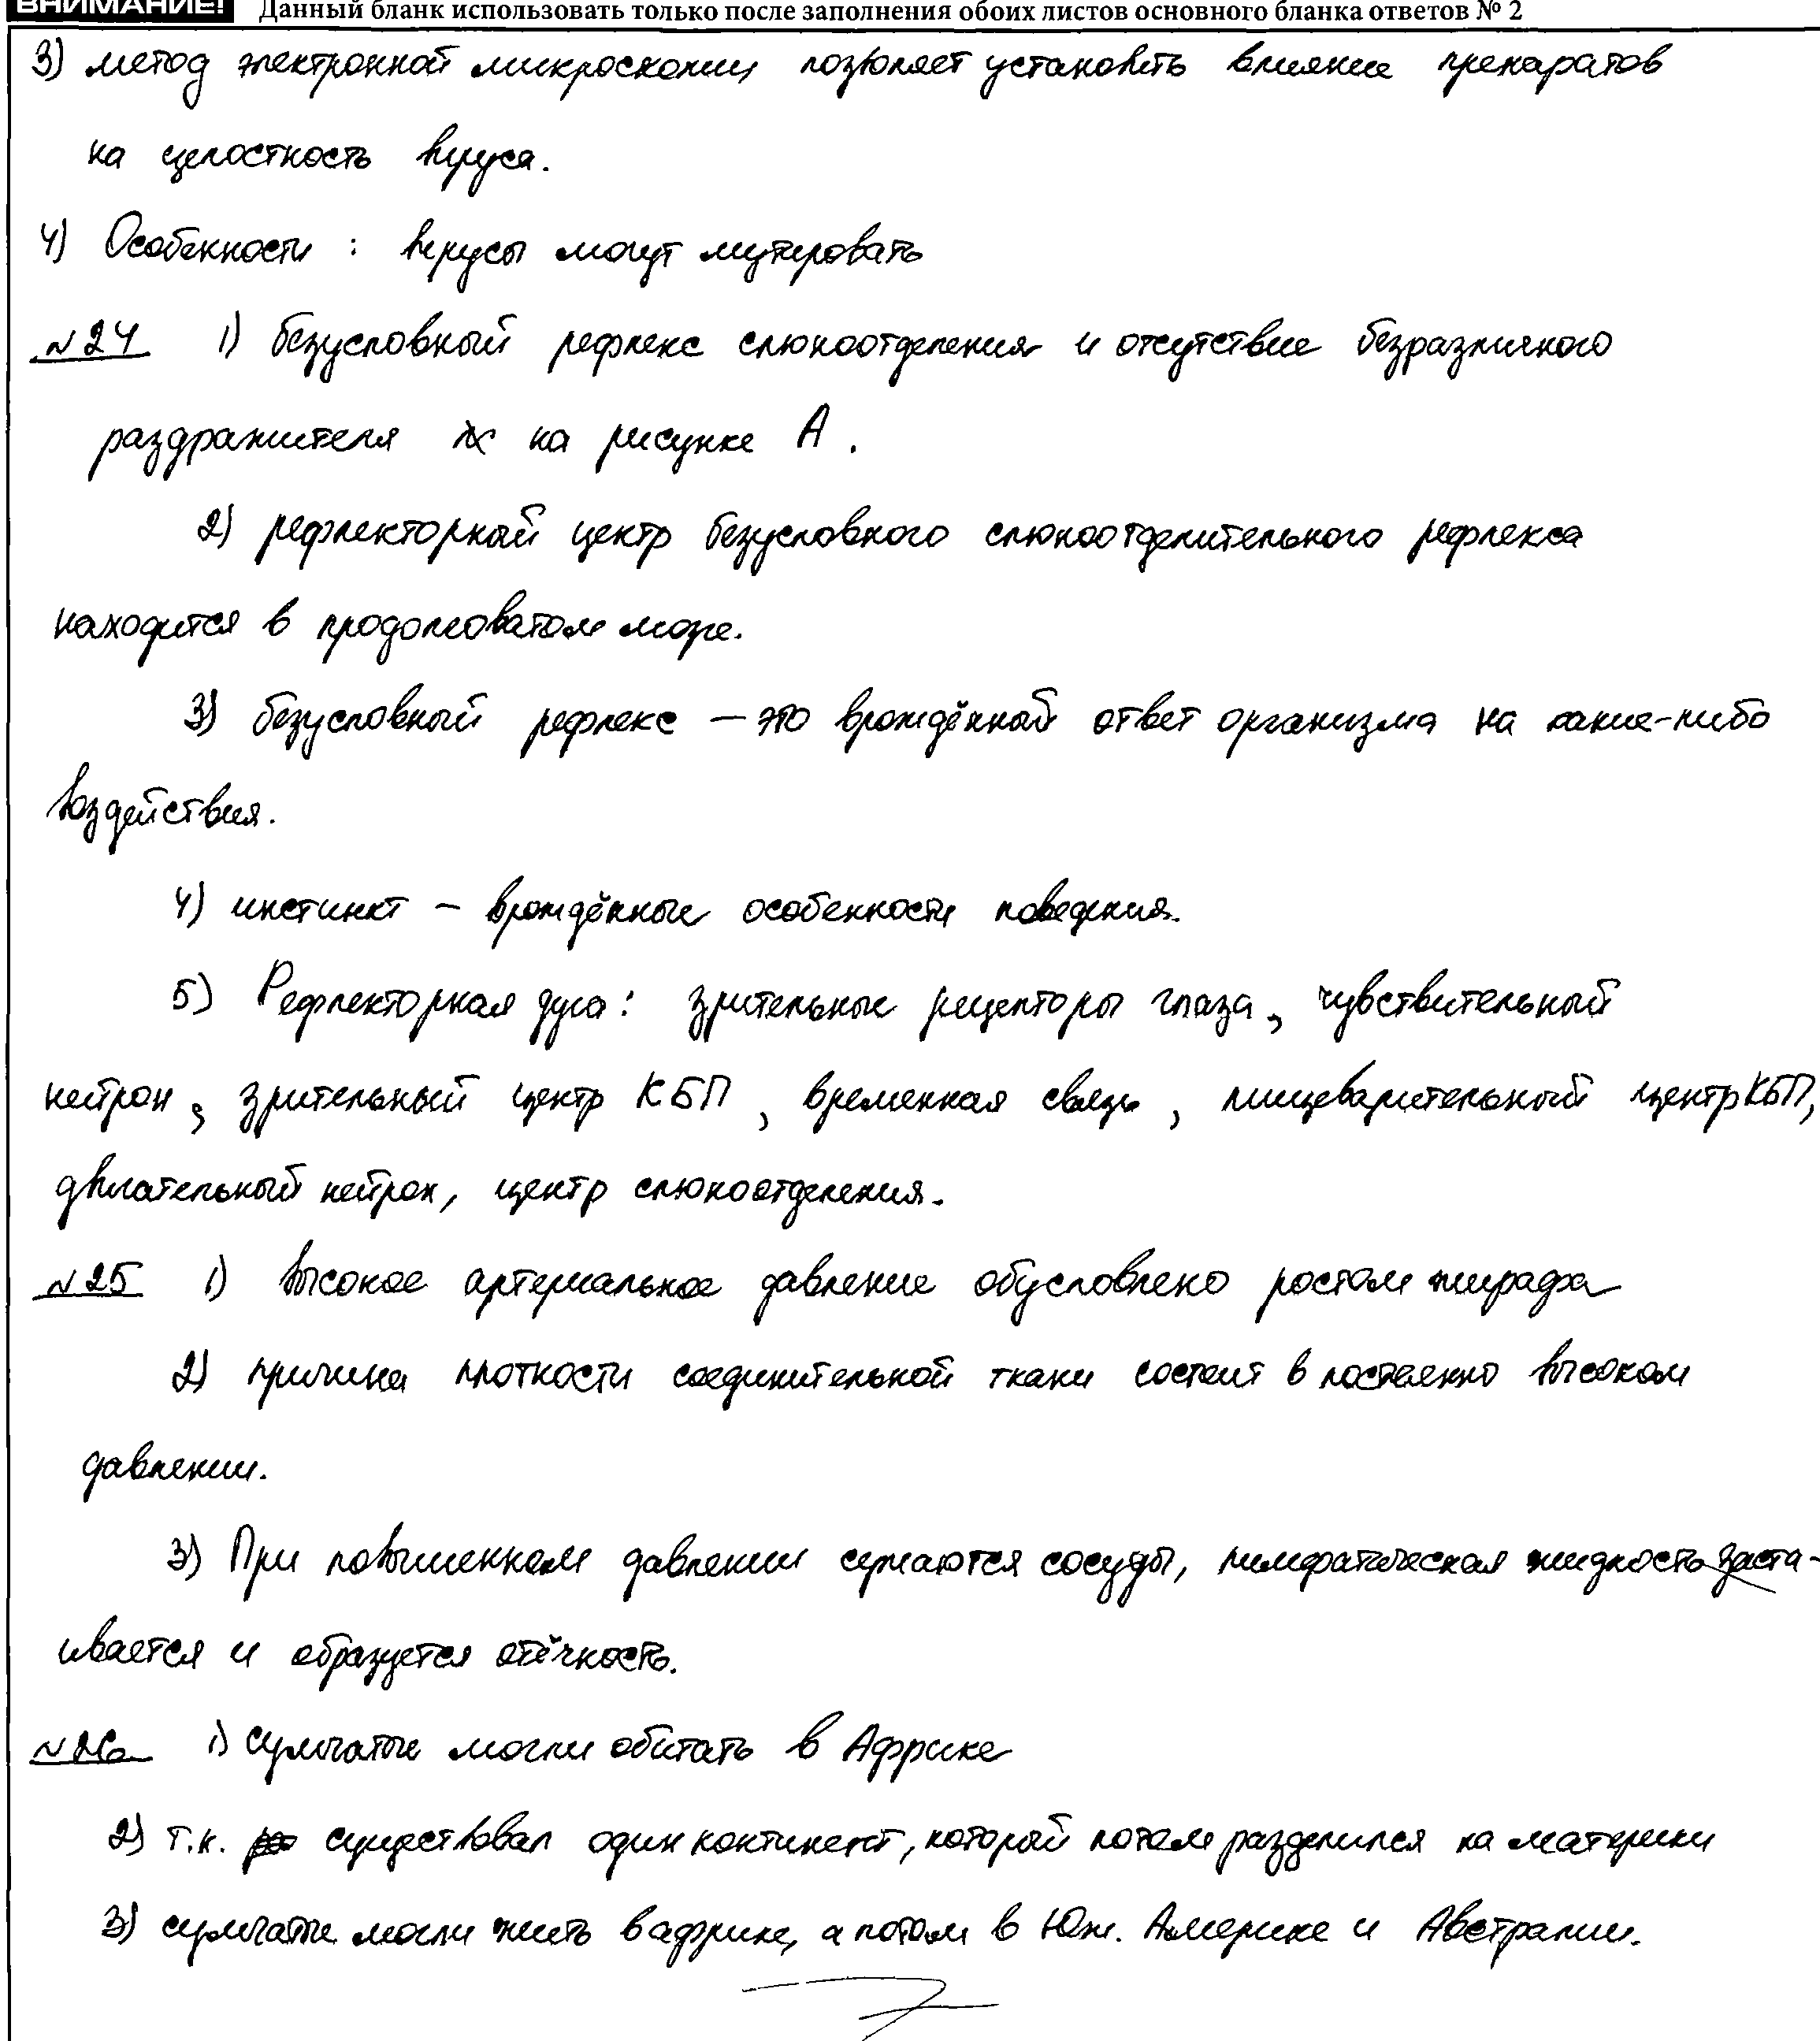 ВНИМАНИЕ! Данный бланк использовать только после заполнения обоих листов основного бланка ответов № 2
3) метод электронной микроскопии позволяет установить влияние препаратов
на целостность вируса.
4) Особенности : вирусы могут мутировать
№24 1) безусловный рефлекс слюноотделения и отсутствие безразличного
раздражителя на рисунке А .
2) рефлекторный центр безусловного слюноотделительного рефлекса
находится в продолговатом мозге.
3) безусловный рефлекс – это врождённый ответ организма на какие-либо
воздействия.
4) инстинкт – врождённые особенности поведения.
5) Рефлекторная дуга: зрительные рецепторы глаза, чувствительный
нейрон, зрительный центр КБП, временная связь, пищеварительный центр КБП,
двигательный нейрон, центр слюноотделения.
№25 1) Высокое артериальное давление обусловлено ростом жирафа
2) причина плотности соединительной ткани состоит в постоянно высоком
давлении.
3) При повышенном давлении сужаются сосуды, лимфатическая жидкость заста-
ивается и образуется отёчность.
№26 1) сумчатые могли обитать в Африке
2) т.к. существовал один континент, который потом разделился на материки
3) сумчатые могли жить в африке, а потом в Юж. Америке и Австралии.